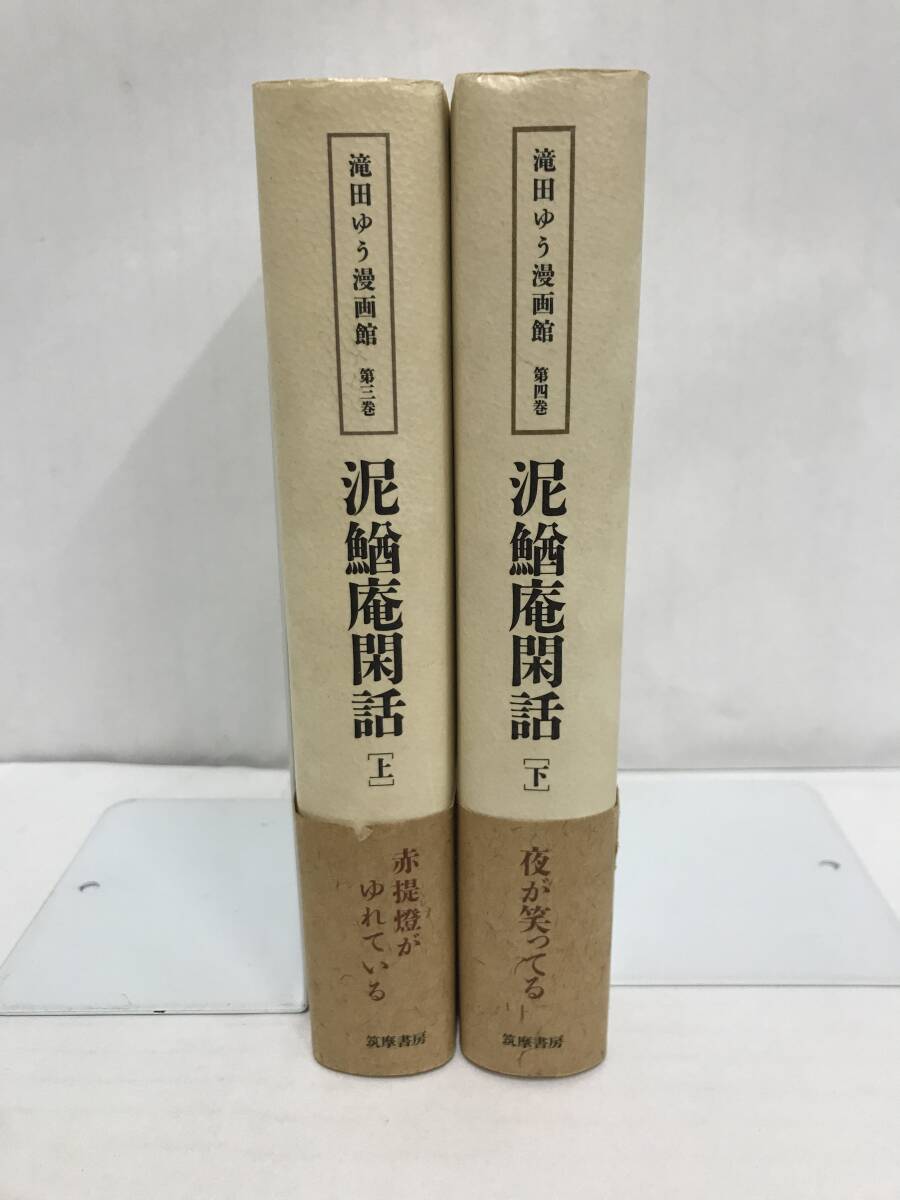 滝田ゆう漫画館 第三巻
泥鰌庵閑話
[上]
赤提燈が
ゆれている
筑摩書房
滝田ゆう漫画館 第四巻
泥鰌庵閑話
[下]
夜が笑ってる
筑摩書房